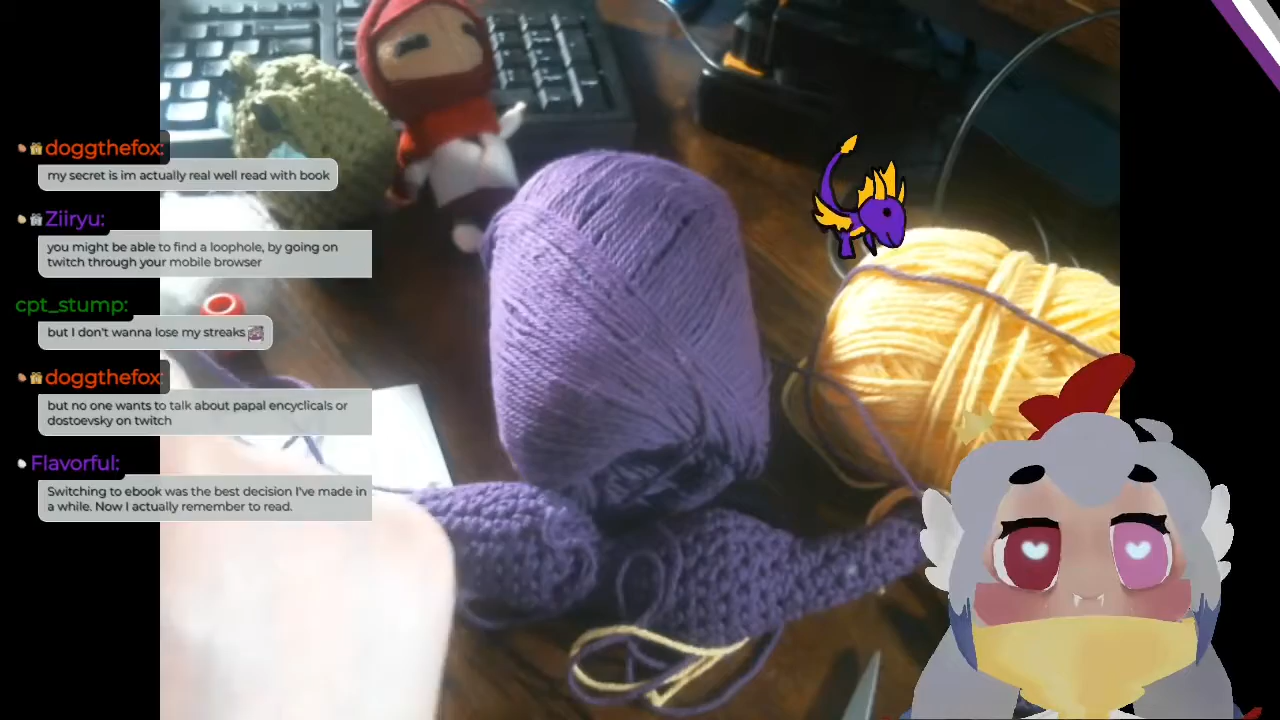 doggthefox:
my secret is im actually real well read with book
Ziiryu:
you might be able to find a loophole, by going on
twitch through your mobile browser
cpt_stump:
but I don't wanna lose my streaks
doggthefox:
but no one wants to talk about papal encyclicals or
dostoevsky on twitch
Flavorful:
Switching to ebook was the best decision I've made in
a while. Now I actually remember to read.